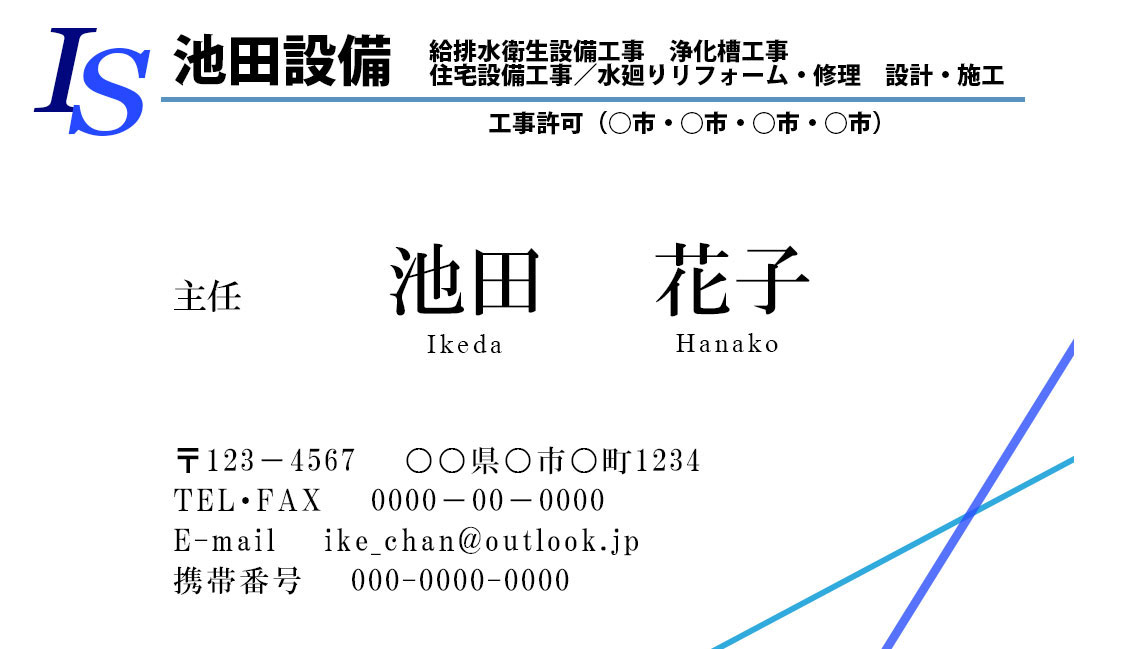 IS 池田設備
給排水衛生設備工事　浄化槽工事
住宅設備工事／水廻りリフォーム・修理　設計・施工
工事許可（○市・○市・○市・○市）
主任　池田　花子
Ikeda　Hanako
〒123－4567　○○県○市○町1234
TEL・FAX　0000－00－0000
E-mail　ike_chan@outlook.jp
携帯番号　000-0000-0000